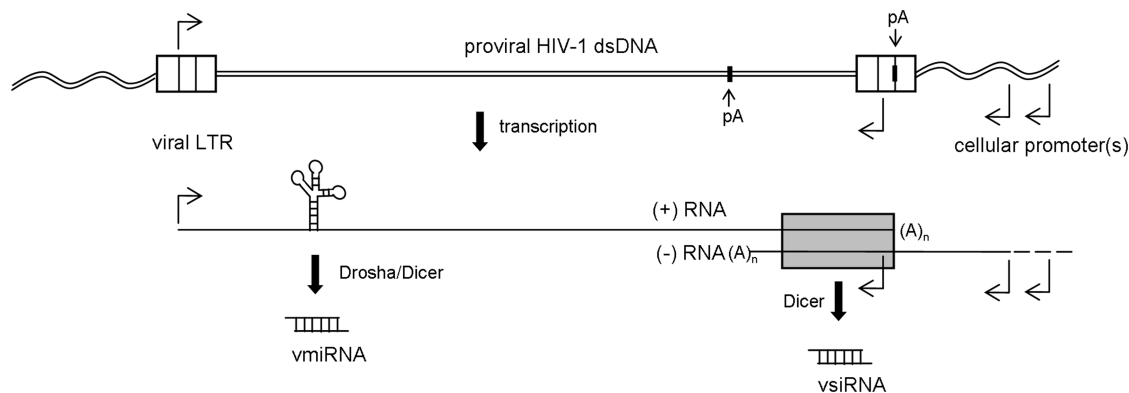 pA
proviral HIV-1 dsDNA
pA
viral LTR
transcription
cellular promoter(s)
(+) RNA
(A)n
(-) RNA (A)n
Drosha/Dicer
Dicer
vmiRNA
vsiRNA